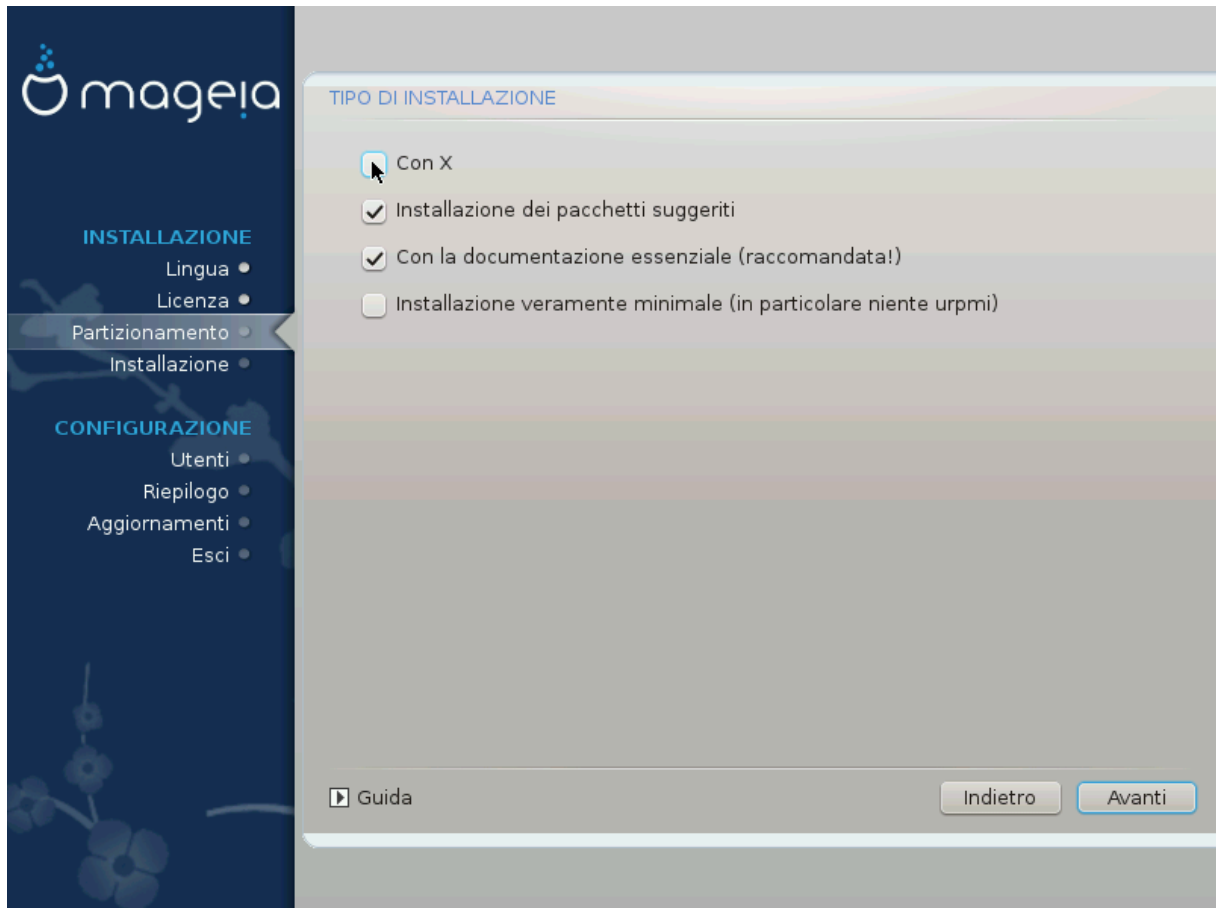 mageia
INSTALLAZIONE
Lingua
Licenza
Partizionamento
Installazione
CONFIGURAZIONE
Utenti
Riepilogo
Aggiornamenti
Esci
TIPO DI INSTALLAZIONE
Con X
Installazione dei pacchetti suggeriti
Con la documentazione essenziale (raccomandata!)
Installazione veramente minimale (in particolare niente urpmi)
Guida
Indietro
Avanti